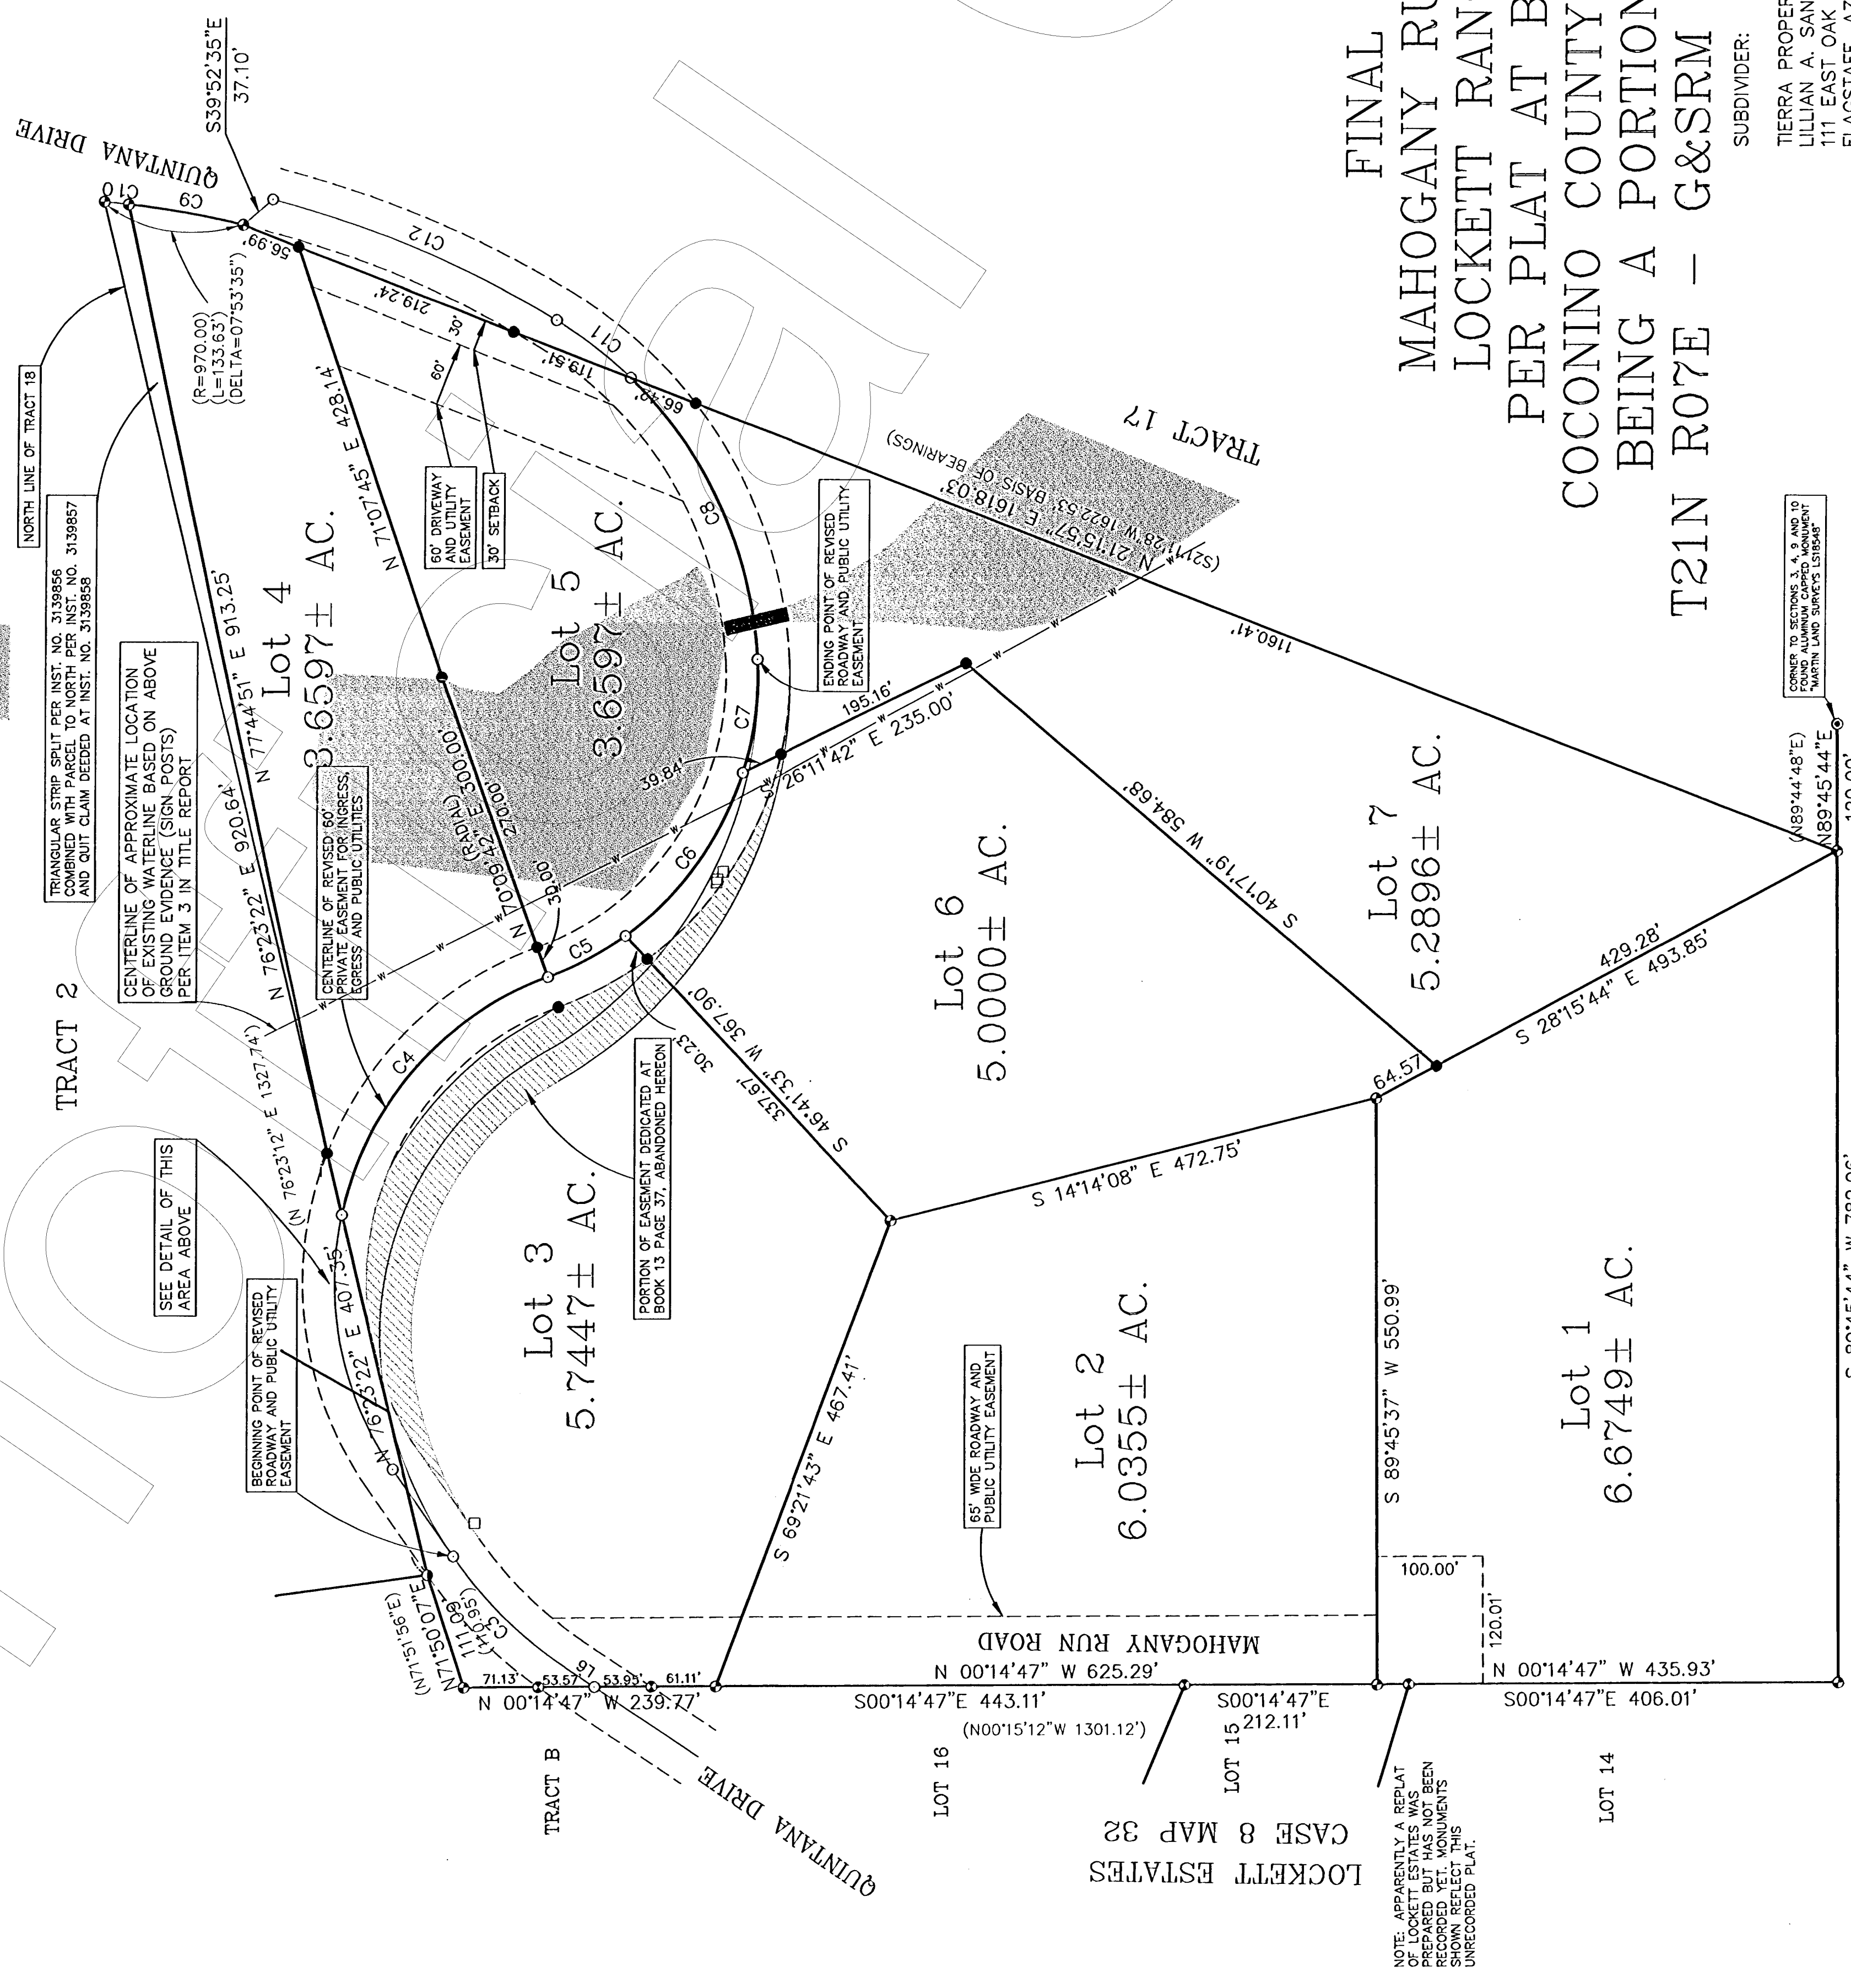 FINAL
MAHOGANY RU
LOCKETT RAN
PER PLAT AT B
COCONINO COUNTY
BEING A PORTION
T21N R07E – G&SRM
SUBDIVIDER:
TIERRA PROPER
LILLIAN A. SAN
111 EAST OAK
FLAGSTAFF, AZ
QUINTANA DRIVE
S39°52'35"E
37.10'
C10
C9
56.99'
C12
NORTH LINE OF TRACT 18
(R=970.00)
(L=133.63')
(DELTA=07°53'35")
TRIANGULAR STRIP SPLIT PER INST. NO. 3139856
COMBINED WITH PARCEL TO NORTH PER INST. NO. 3139857
AND QUIT CLAIM DEEDED AT INST. NO. 3139858
CENTERLINE OF APPROXIMATE LOCATION
OF EXISTING WATERLINE BASED ON ABOVE
GROUND EVIDENCE (SIGN POSTS)
PER ITEM 3 IN TITLE REPORT
TRACT 2
N 77°44'51" E 913.25'
N 76°23'22" E 920.64'
(N 76°23'12" E 1327.74')
Lot 4
3.6597± AC.
N 71°07'45" E 428.14'
219.24'
30'
60'
119.51'
C11
66.42'
60' DRIVEWAY
AND UTILITY
EASEMENT
30' SETBACK
Lot 5
3.6597± AC.
C8
ENDING POINT OF REVISED
ROADWAY AND PUBLIC UTILITY
EASEMENT
TRACT 17
N 21°15'57" E 1618.03'
(S21°11'28"W 1622.53' BASIS OF BEARINGS)
1160.41'
CENTERLINE OF REVISED 60'
PRIVATE EASEMENT FOR INGRESS,
EGRESS AND PUBLIC UTILITIES
N 70°09'42" E 300.00'
(RADIAL)
270.00'
30.00'
C7
39.84'
195.16'
26°11'42" E 235.00'
C6
C5
C4
SEE DETAIL OF THIS
AREA ABOVE
BEGINNING POINT OF REVISED
ROADWAY AND PUBLIC UTILITY
EASEMENT
N 76°23'22" E 407.35'
PORTION OF EASEMENT DEDICATED AT
BOOK 13 PAGE 37, ABANDONED HEREON
Lot 3
5.7447± AC.
S 46°41'33" W 367.90'
337.67'
30.23'
Lot 6
5.0000± AC.
S 40°17'19" W 584.68'
Lot 7
5.2896± AC.
CORNER TO SECTIONS 3, 4, 9 AND 10
FOUND ALUMINUM CAPPED MONUMENT
"MARTIN LAND SURVEYS LS18548"
(N89°44'48"E)
N89°45'44"E
429.28'
S 28°15'44" E 493.85'
64.57'
S 14°14'08" E 472.75'
S 69°21'43" E 467.41'
Lot 2
6.0355± AC.
65' WIDE ROADWAY AND
PUBLIC UTILITY EASEMENT
S 89°45'37" W 550.99'
Lot 1
6.6749± AC.
100.00'
120.01'
MAHOGANY RUN ROAD
(N71°51'56"E)
N71°50'07"E
111.09'
(110.95')
C3
L6
71.13'
53.57'
53.95'
61.11'
N 00°14'47" W 239.77'
N 00°14'47" W 625.29'
S00°14'47"E 443.11'
(N00°15'12"W 1301.12')
S00°14'47"E
212.11'
N 00°14'47" W 435.93'
S00°14'47"E 406.01'
TRACT B
QUINTANA DRIVE
LOT 16
LOT 15
LOT 14
LOCKETT ESTATES
CASE 8 MAP 32
NOTE: APPARENTLY A REPLAT
OF LOCKETT ESTATES WAS
PREPARED BUT HAS NOT BEEN
RECORDED YET. MONUMENTS
SHOWN REFLECT THIS
UNRECORDED PLAT.